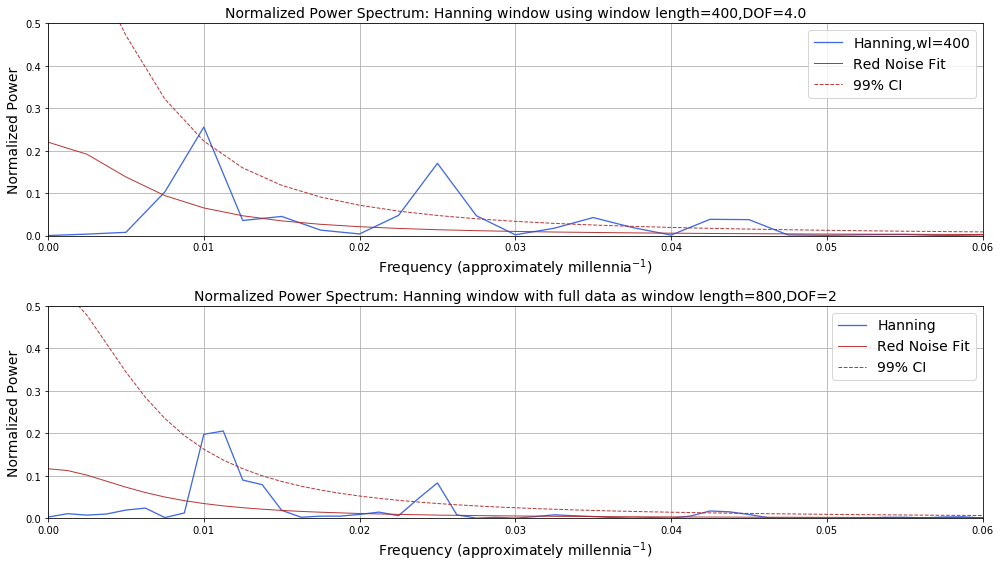 Normalized Power Spectrum: Hanning window using window length=400,DOF=4.0
Normalized Power
0.5
0.4
0.3
0.2
0.1
0.0
Hanning,wl=400
Red Noise Fit
99% CI
0.00 0.01 0.02 0.03 0.04 0.05 0.06
Frequency (approximately millennia⁻¹)
Normalized Power Spectrum: Hanning window with full data as window length=800,DOF=2
Normalized Power
0.5
0.4
0.3
0.2
0.1
0.0
Hanning
Red Noise Fit
99% CI
0.00 0.01 0.02 0.03 0.04 0.05 0.06
Frequency (approximately millennia⁻¹)